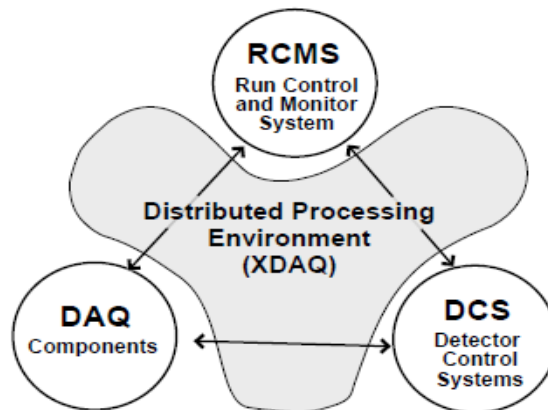 RCMS
Run Control
and Monitor
System
Distributed Processing
Environment
(XDAQ)
DAQ
Components
DCS
Detector
Control
Systems